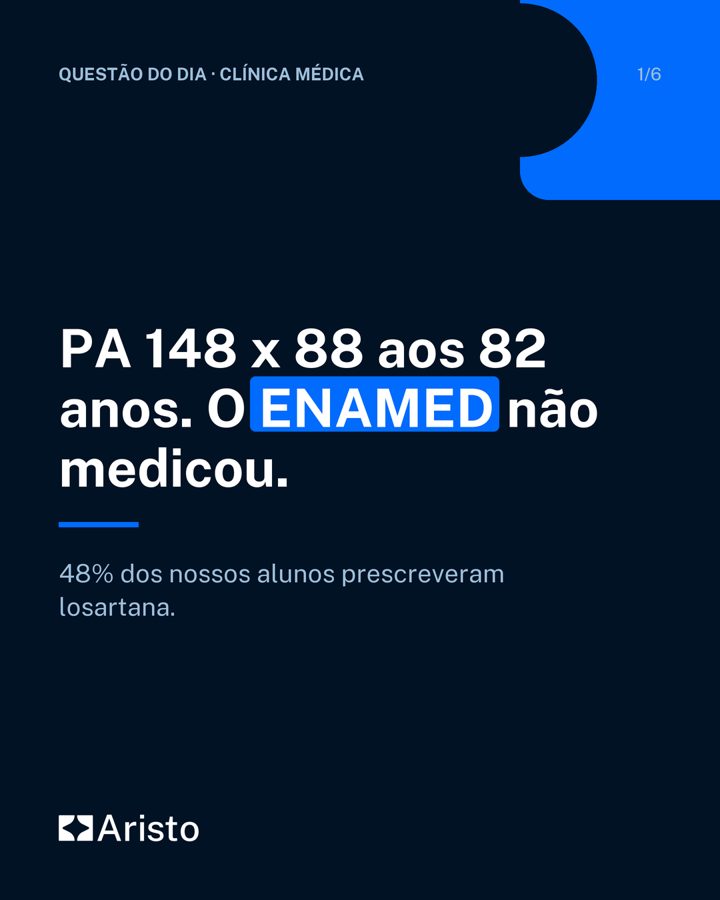 QUESTÃO DO DIA · CLÍNICA MÉDICA
1/6
PA 148 x 88 aos 82
anos. O ENAMED não
medicou.
48% dos nossos alunos prescreveram
losartana.
Aristo